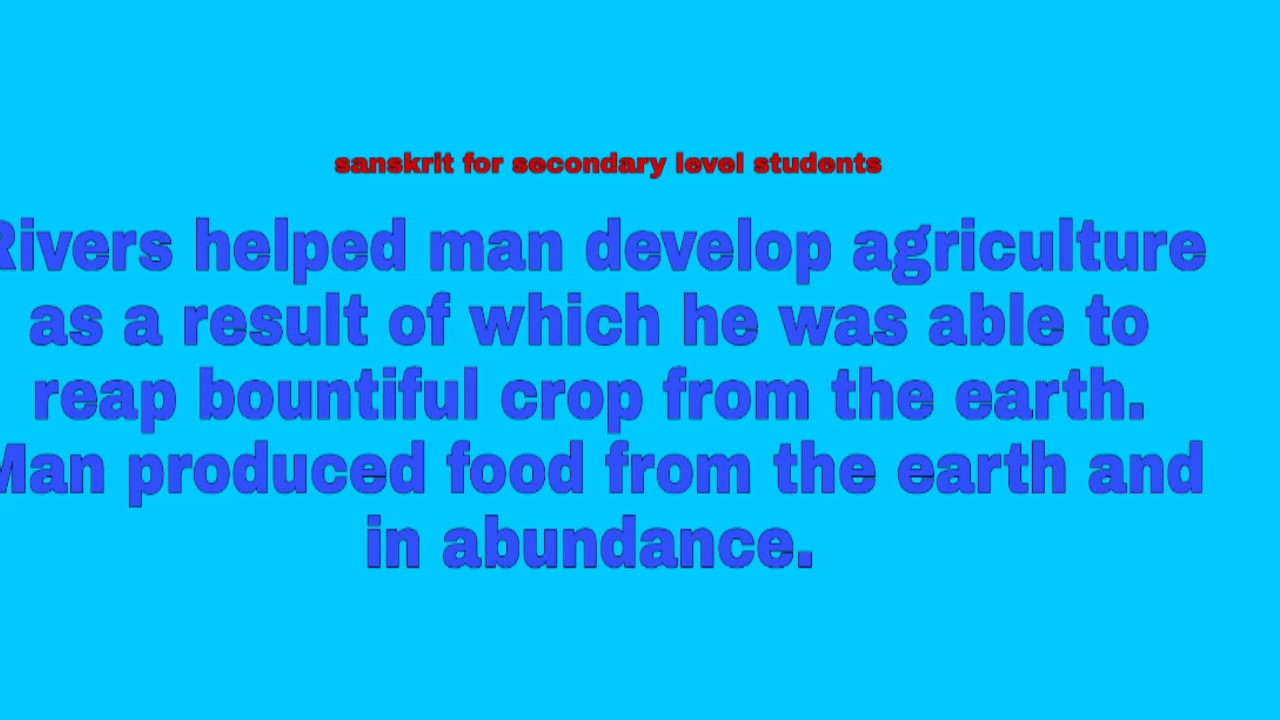 sanskrit for secondary level students
Rivers helped man develop agriculture
as a result of which he was able to
reap bountiful crop from the earth.
Man produced food from the earth and
in abundance.